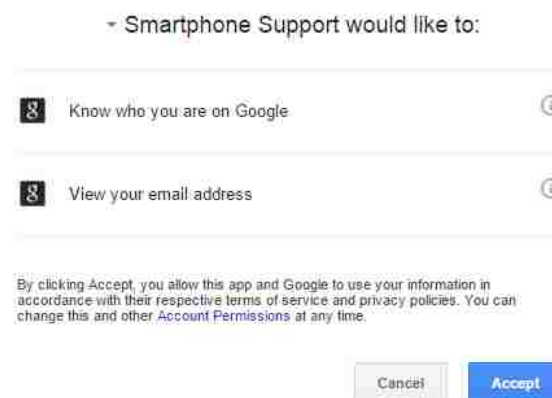 Smartphone Support would like to:
g Know who you are on Google
g View your email address
By clicking Accept, you allow this app and Google to use your information in
accordance with their respective terms of service and privacy policies. You can
change this and other Account Permissions at any time.
Cancel Accept